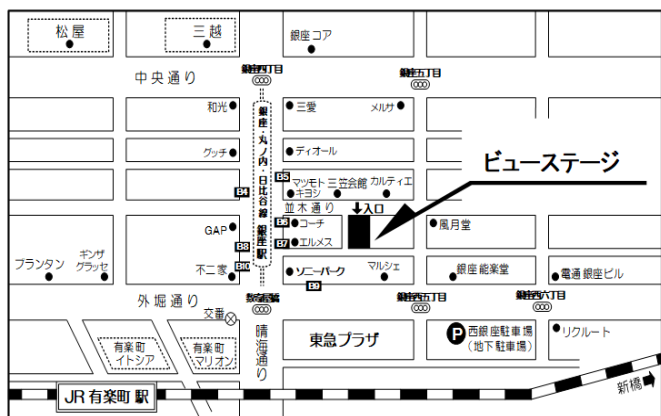 松屋
三越
銀座コア
中央通り
銀座四丁目
銀座五丁目
和光
三愛
メルサ
銀座・丸ノ内・日比谷線 銀座駅
グッチ
ディオール
ビューステージ
B4
B5
マツモト
キヨシ
三笠会館
カルティエ
並木通り
入口
GAP
B6
コーチ
風月堂
B8
B7
エルメス
プランタン
ギンザ
グラッセ
不二家
B10
ソニーパーク
B9
マルシェ
銀座能楽堂
電通銀座ビル
外堀通り
数寄屋橋
銀座西五丁目
銀座西六丁目
交番
晴海通り
有楽町
イトシア
有楽町
マリオン
東急プラザ
P
西銀座駐車場
(地下駐車場)
リクルート
JR有楽町駅
新橋